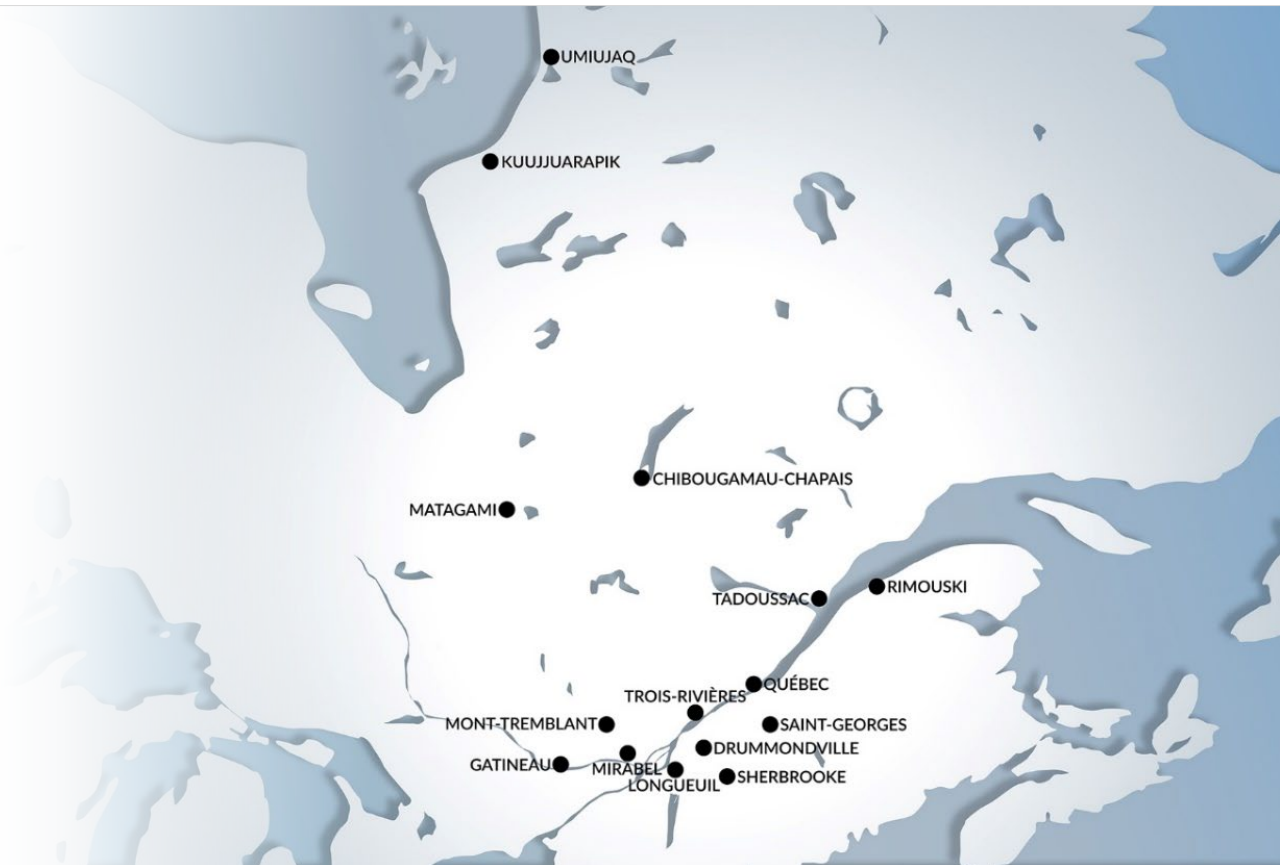 UMIUJAQ
KUUJJUARAPIK
CHIBOUGAMAU-CHAPAIS
MATAGAMI
RIMOUSKI
TADOUSSAC
QUÉBEC
TROIS-RIVIÈRES
MONT-TREMBLANT
SAINT-GEORGES
DRUMMONDVILLE
GATINEAU
MIRABEL
LONGUEUIL
SHERBROOKE